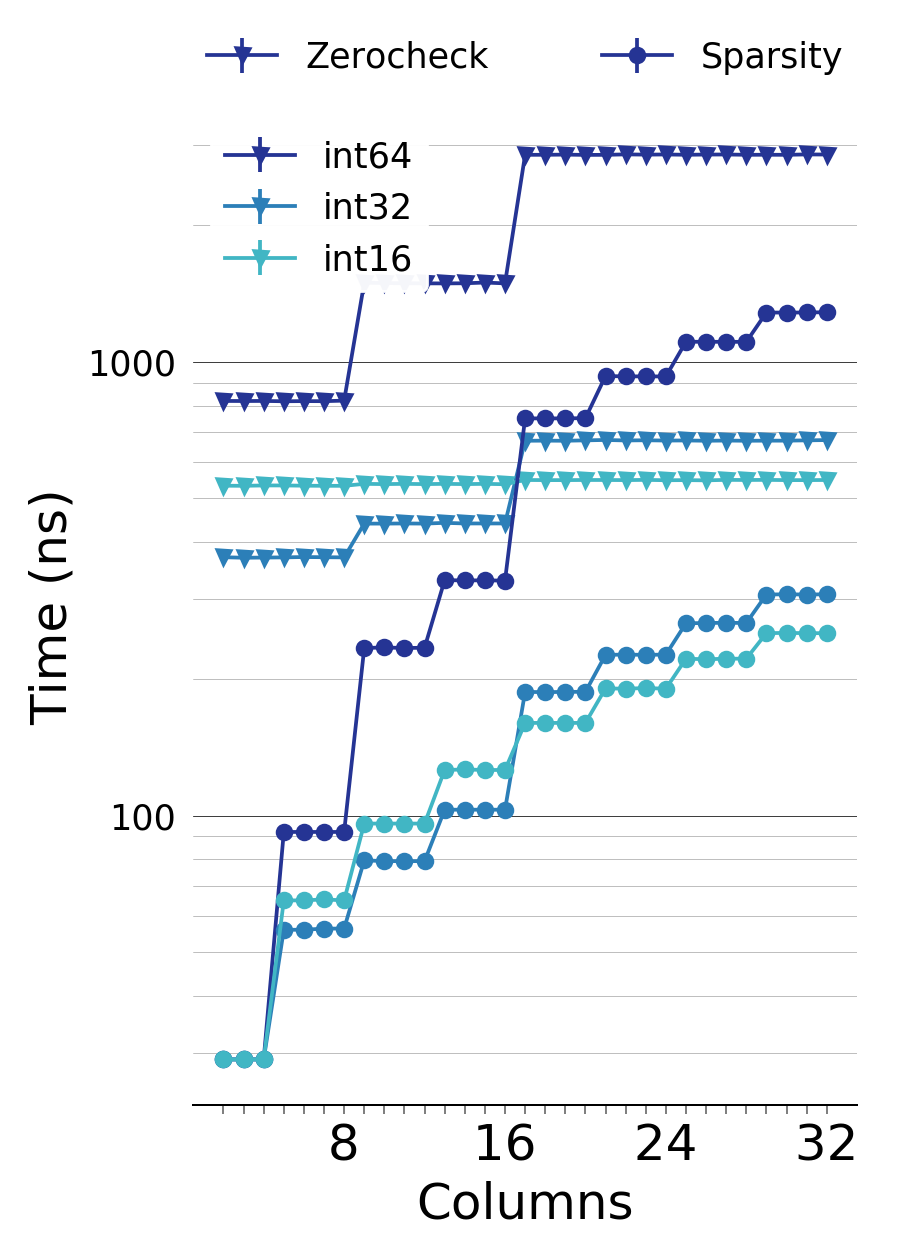 Zerocheck Sparsity
int64
int32
int16
1000
100
Time (ns)
8 16 24 32
Columns